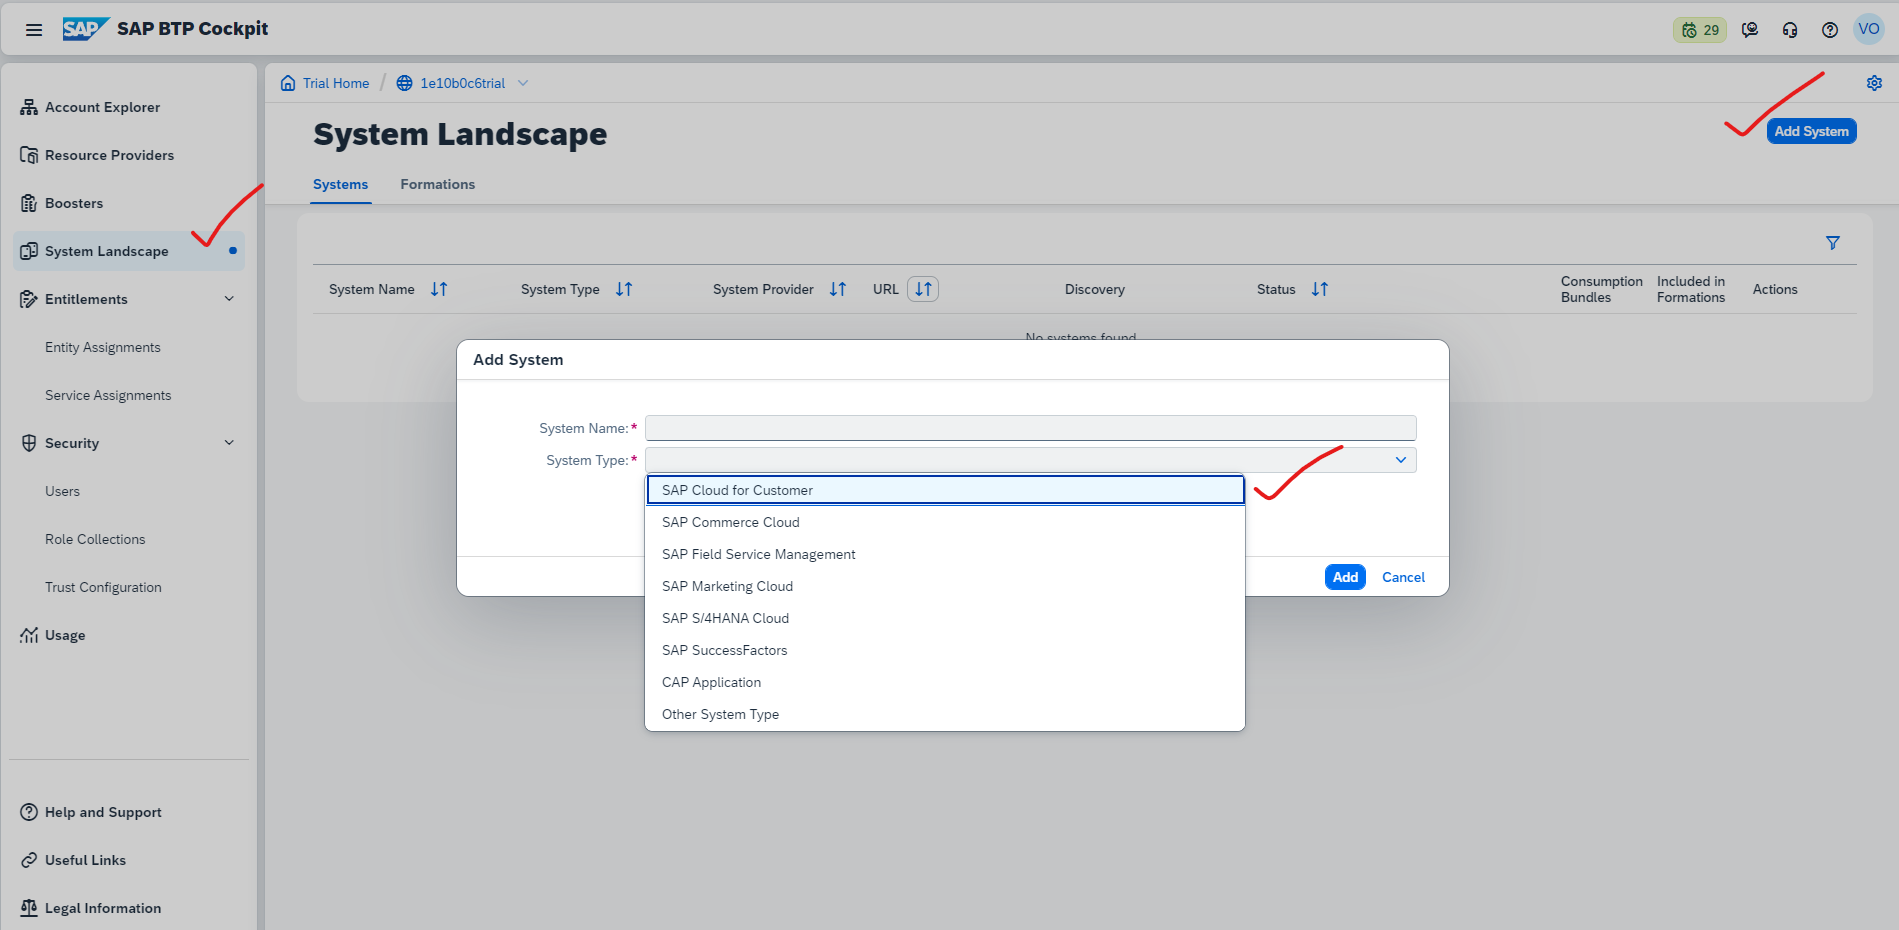 SAP SAP BTP Cockpit
29
VO
Account Explorer
Resource Providers
Boosters
System Landscape
Entitlements
Entity Assignments
Service Assignments
Security
Users
Role Collections
Trust Configuration
Usage
Help and Support
Useful Links
Legal Information
Trial Home / 1e10b0c6trial
System Landscape
Add System
Systems Formations
System Name System Type System Provider URL Discovery Status Consumption Bundles Included in Formations Actions
No systems found
Add System
System Name:*
System Type:*
SAP Cloud for Customer
SAP Commerce Cloud
SAP Field Service Management
SAP Marketing Cloud
SAP S/4HANA Cloud
SAP SuccessFactors
CAP Application
Other System Type
Add Cancel